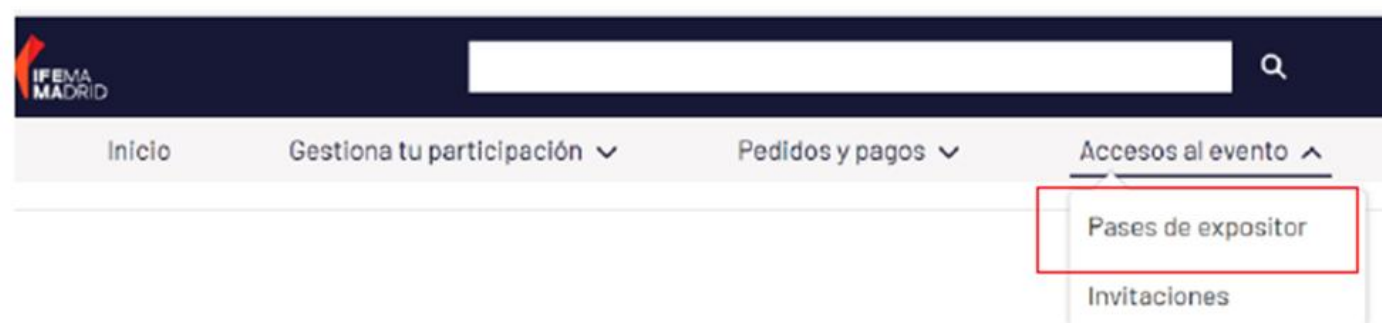 IFEMA
MADRID
Inicio Gestiona tu participación Pedidos y pagos Accesos al evento
Pases de expositor
Invitaciones